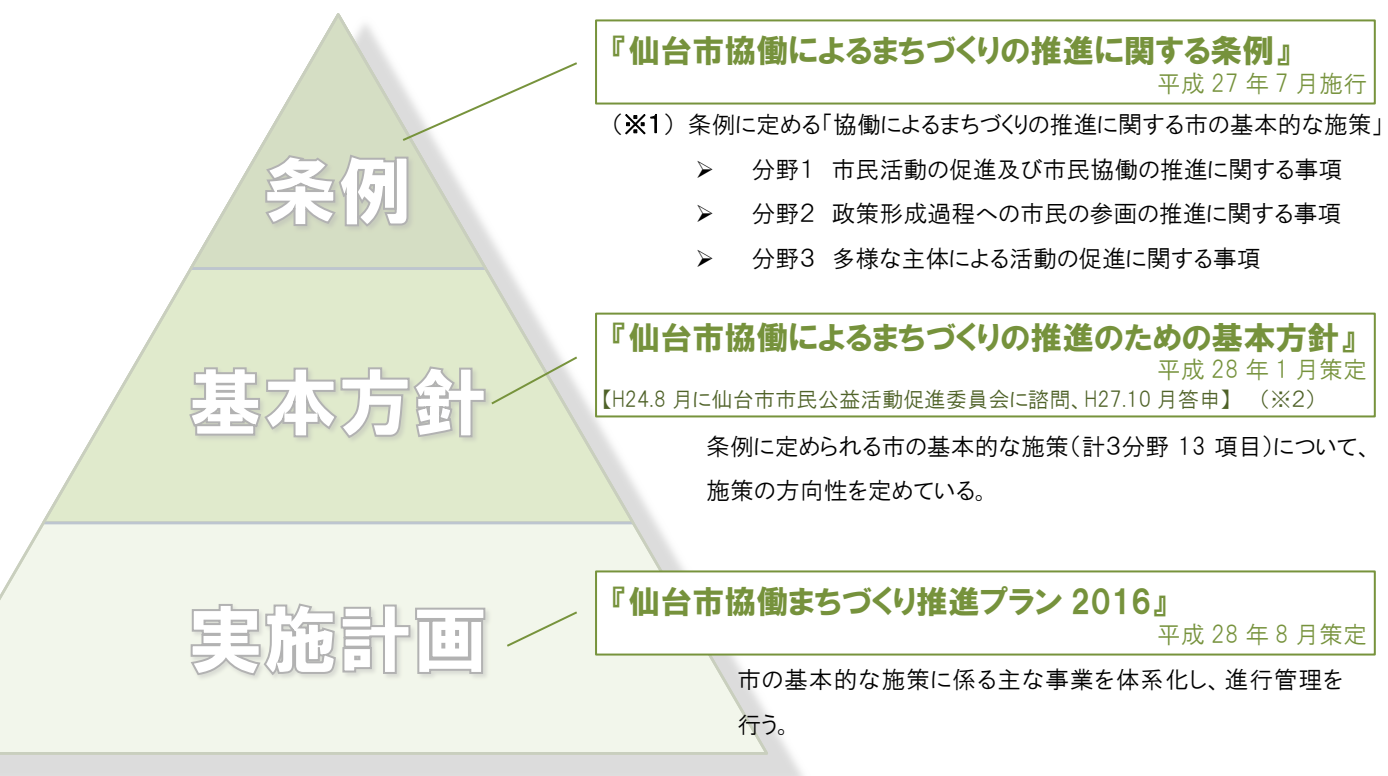 条例
『仙台市協働によるまちづくりの推進に関する条例』
平成 27 年 7 月施行
（※1） 条例に定める「協働によるまちづくりの推進に関する市の基本的な施策」
➢ 分野1 市民活動の促進及び市民協働の推進に関する事項
➢ 分野2 政策形成過程への市民の参画の推進に関する事項
➢ 分野3 多様な主体による活動の促進に関する事項
基本方針
『仙台市協働によるまちづくりの推進のための基本方針』
平成 28 年 1 月策定
【H24.8 月に仙台市市民公益活動促進委員会に諮問、H27.10 月答申】 （※2）
条例に定められる市の基本的な施策（計3分野 13 項目）について、
施策の方向性を定めている。
実施計画
『仙台市協働まちづくり推進プラン 2016』
平成 28 年 8 月策定
市の基本的な施策に係る主な事業を体系化し、進行管理を
行う。